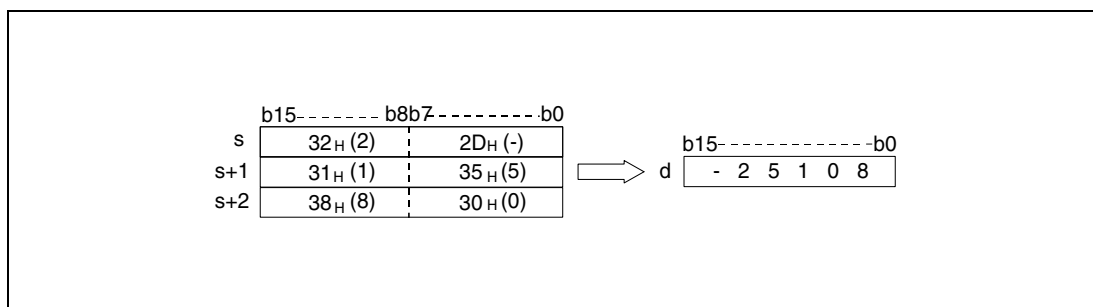 b15 b8b7 b0
s 32H (2) 2DH (-)
s+1 31H (1) 35H (5)
s+2 38H (8) 30H (0)
b15 b0
d - 2 5 1 0 8